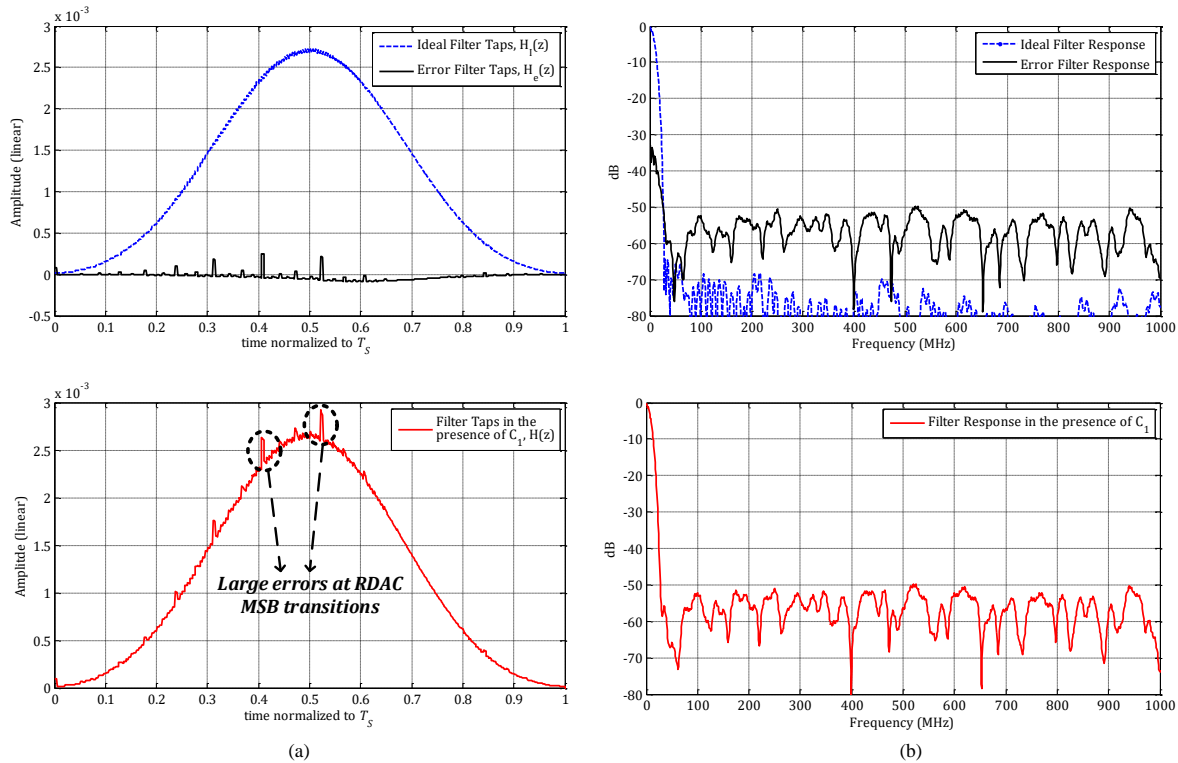 x 10⁻³
3
2.5
2
1.5
1
0.5
0
-0.5
Amplitude (linear)
Ideal Filter Taps, H_I(z)
Error Filter Taps, H_e(z)
0 0.1 0.2 0.3 0.4 0.5 0.6 0.7 0.8 0.9 1
time normalized to T_S
0
-10
-20
-30
-40
-50
-60
-70
-80
dB
Ideal Filter Response
Error Filter Response
0 100 200 300 400 500 600 700 800 900 1000
Frequency (MHz)
x 10⁻³
3
2.5
2
1.5
1
0.5
0
Amplitde (linear)
Filter Taps in the
presence of C_1, H(z)
Large errors at RDAC
MSB transitions
0 0.1 0.2 0.3 0.4 0.5 0.6 0.7 0.8 0.9 1
time normalized to T_S
(a)
0
-10
-20
-30
-40
-50
-60
-70
-80
dB
Filter Response in the presence of C_1
0 100 200 300 400 500 600 700 800 900 1000
Frequency (MHz)
(b)